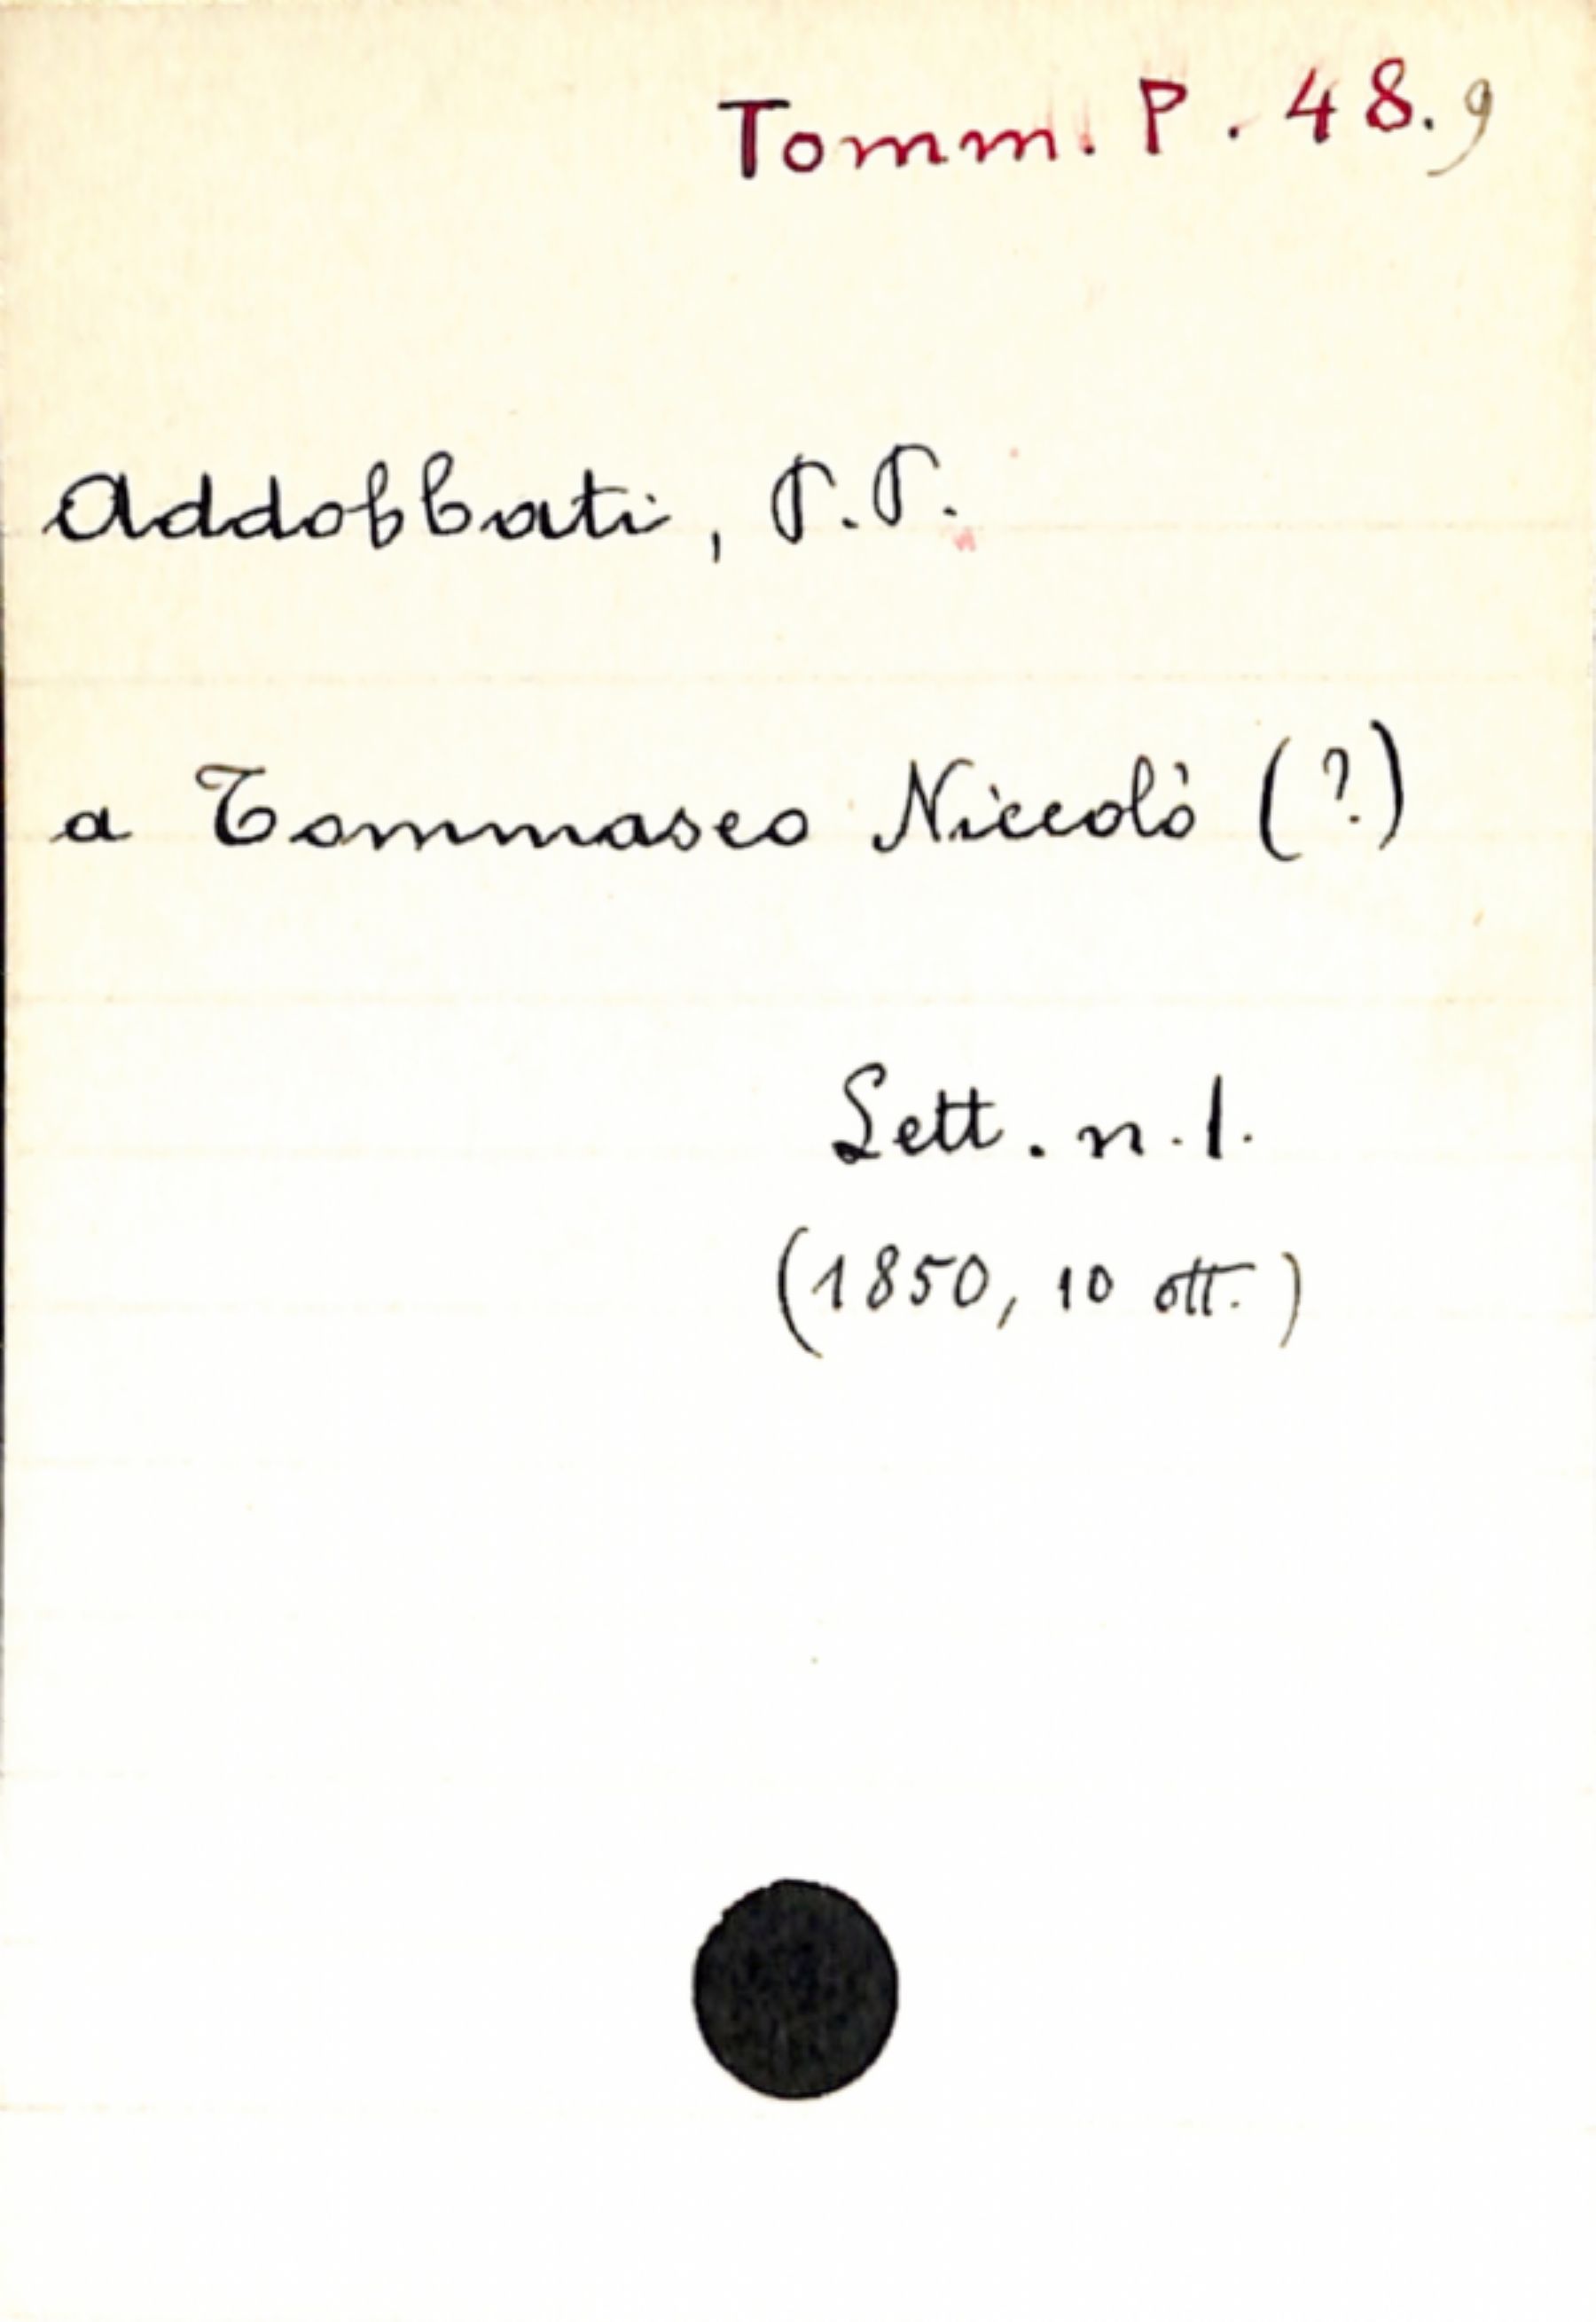 Tomm. P. 48.9
Addobbati, P.P.
a Tommaseo Niccolò (?)
Lett. n. 1.
(1850, 10 ott.)